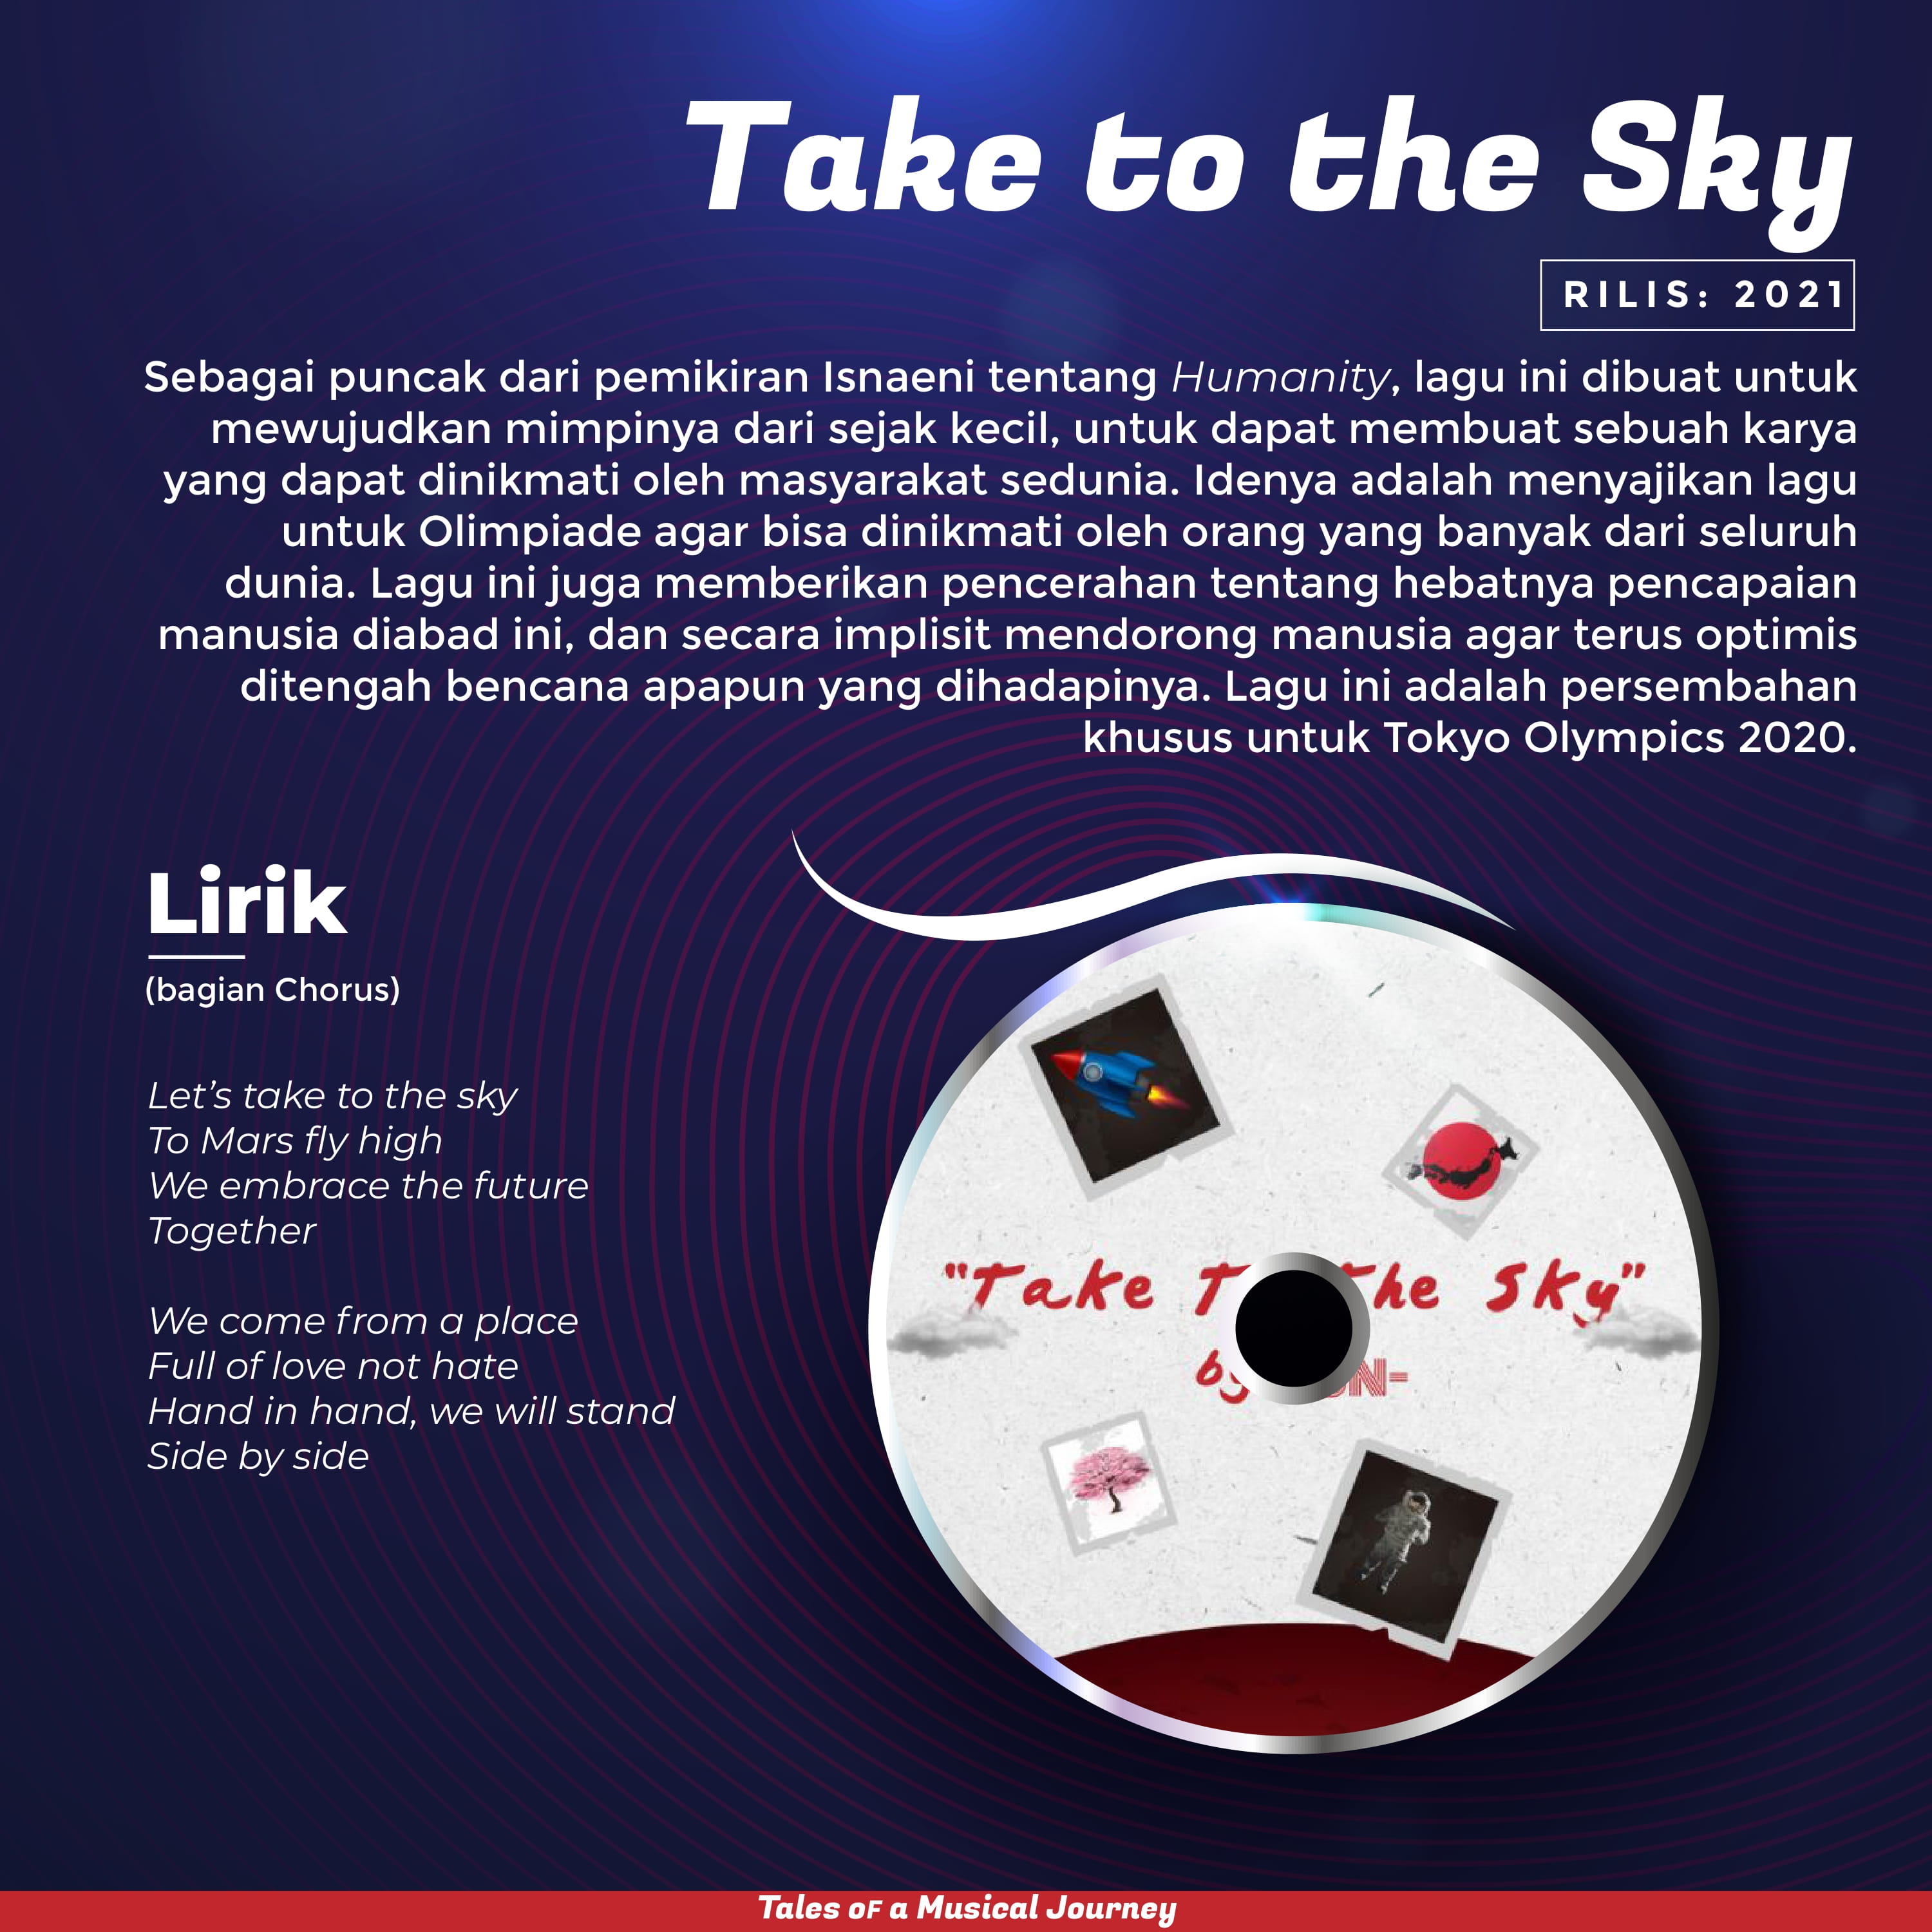 Take to the Sky
RILIS: 2021
Sebagai puncak dari pemikiran Isnaeni tentang Humanity, lagu ini dibuat untuk
mewujudkan mimpinya dari sejak kecil, untuk dapat membuat sebuah karya
yang dapat dinikmati oleh masyarakat sedunia. Idenya adalah menyajikan lagu
untuk Olimpiade agar bisa dinikmati oleh orang yang banyak dari seluruh
dunia. Lagu ini juga memberikan pencerahan tentang hebatnya pencapaian
manusia diabad ini, dan secara implisit mendorong manusia agar terus optimis
ditengah bencana apapun yang dihadapinya. Lagu ini adalah persembahan
khusus untuk Tokyo Olympics 2020.
Lirik
(bagian Chorus)
Let’s take to the sky
To Mars fly high
We embrace the future
Together
We come from a place
Full of love not hate
Hand in hand, we will stand
Side by side
"Take To The Sky"
by
Tales oF a Musical Journey